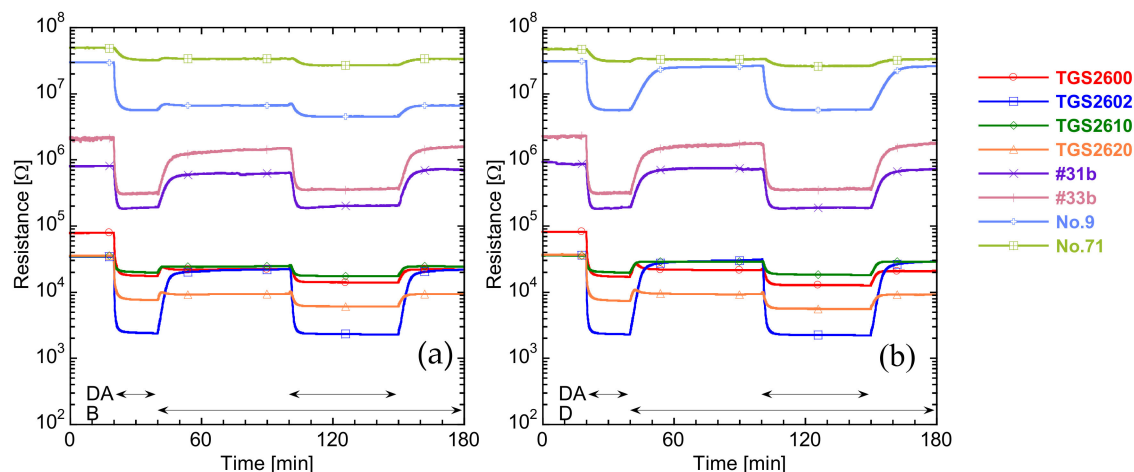 10^8
10^7
10^6
10^5
10^4
10^3
10^2
Resistance [Ω]
(a)
DA
B
0 60 120 180
Time [min]
10^8
10^7
10^6
10^5
10^4
10^3
10^2
Resistance [Ω]
(b)
DA
D
0 60 120 180
Time [min]
TGS2600
TGS2602
TGS2610
TGS2620
#31b
#33b
No.9
No.71